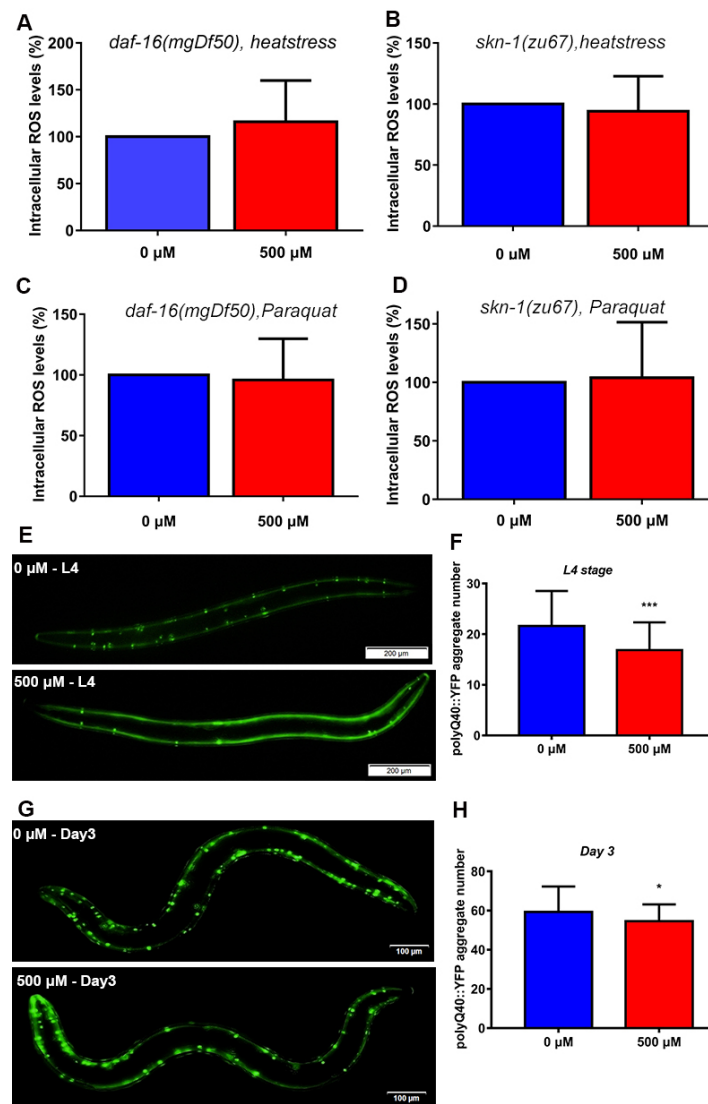 A
daf-16(mgDf50), heatstress
Intracellular ROS levels (%)
200
150
100
50
0
0 µM
500 µM
B
skn-1(zu67),heatstress
Intracellular ROS levels (%)
150
100
50
0
0 µM
500 µM
C
daf-16(mgDf50),Paraquat
Intracellular ROS levels (%)
150
100
50
0
0 µM
500 µM
D
skn-1(zu67), Paraquat
Intracellular ROS levels (%)
150
100
50
0
0 µM
500 µM
E
0 µM - L4
200 µm
500 µM - L4
200 µm
F
L4 stage
polyQ40::YFP aggregate number
30
20
10
0
***
0 µM
500 µM
G
0 µM - Day3
100 µm
500 µM - Day3
100 µm
H
Day 3
polyQ40::YFP aggregate number
80
60
40
20
0
*
0 µM
500 µM